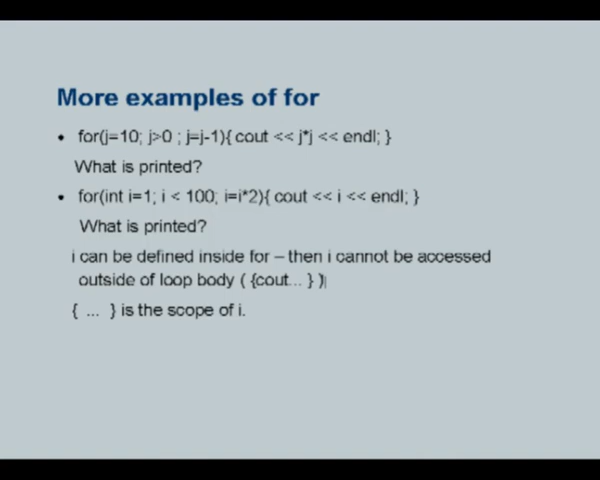 More examples of for
• for(j=10; j>0 ; j=j-1){ cout << j*j << endl; }
What is printed?
• for(int i=1; i < 100; i=i*2){ cout << i << endl; }
What is printed?
i can be defined inside for – then i cannot be accessed
outside of loop body ( {cout... } )
{ ... } is the scope of i.